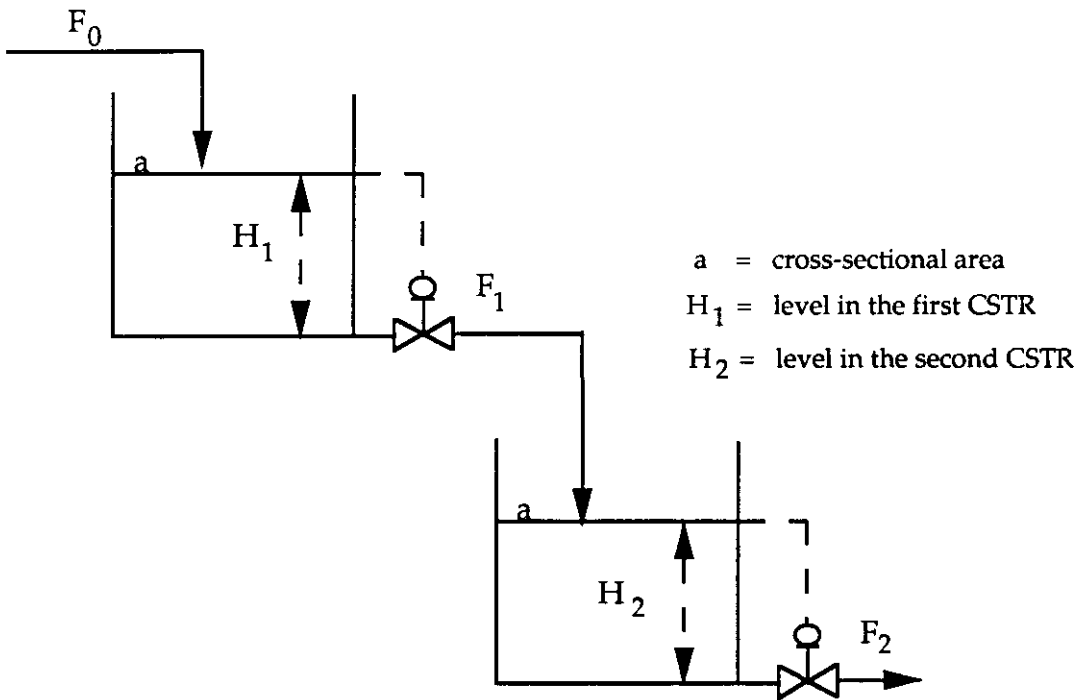 F₀
a
H₁
F₁
a = cross-sectional area
H₁ = level in the first CSTR
H₂ = level in the second CSTR
a
H₂
F₂